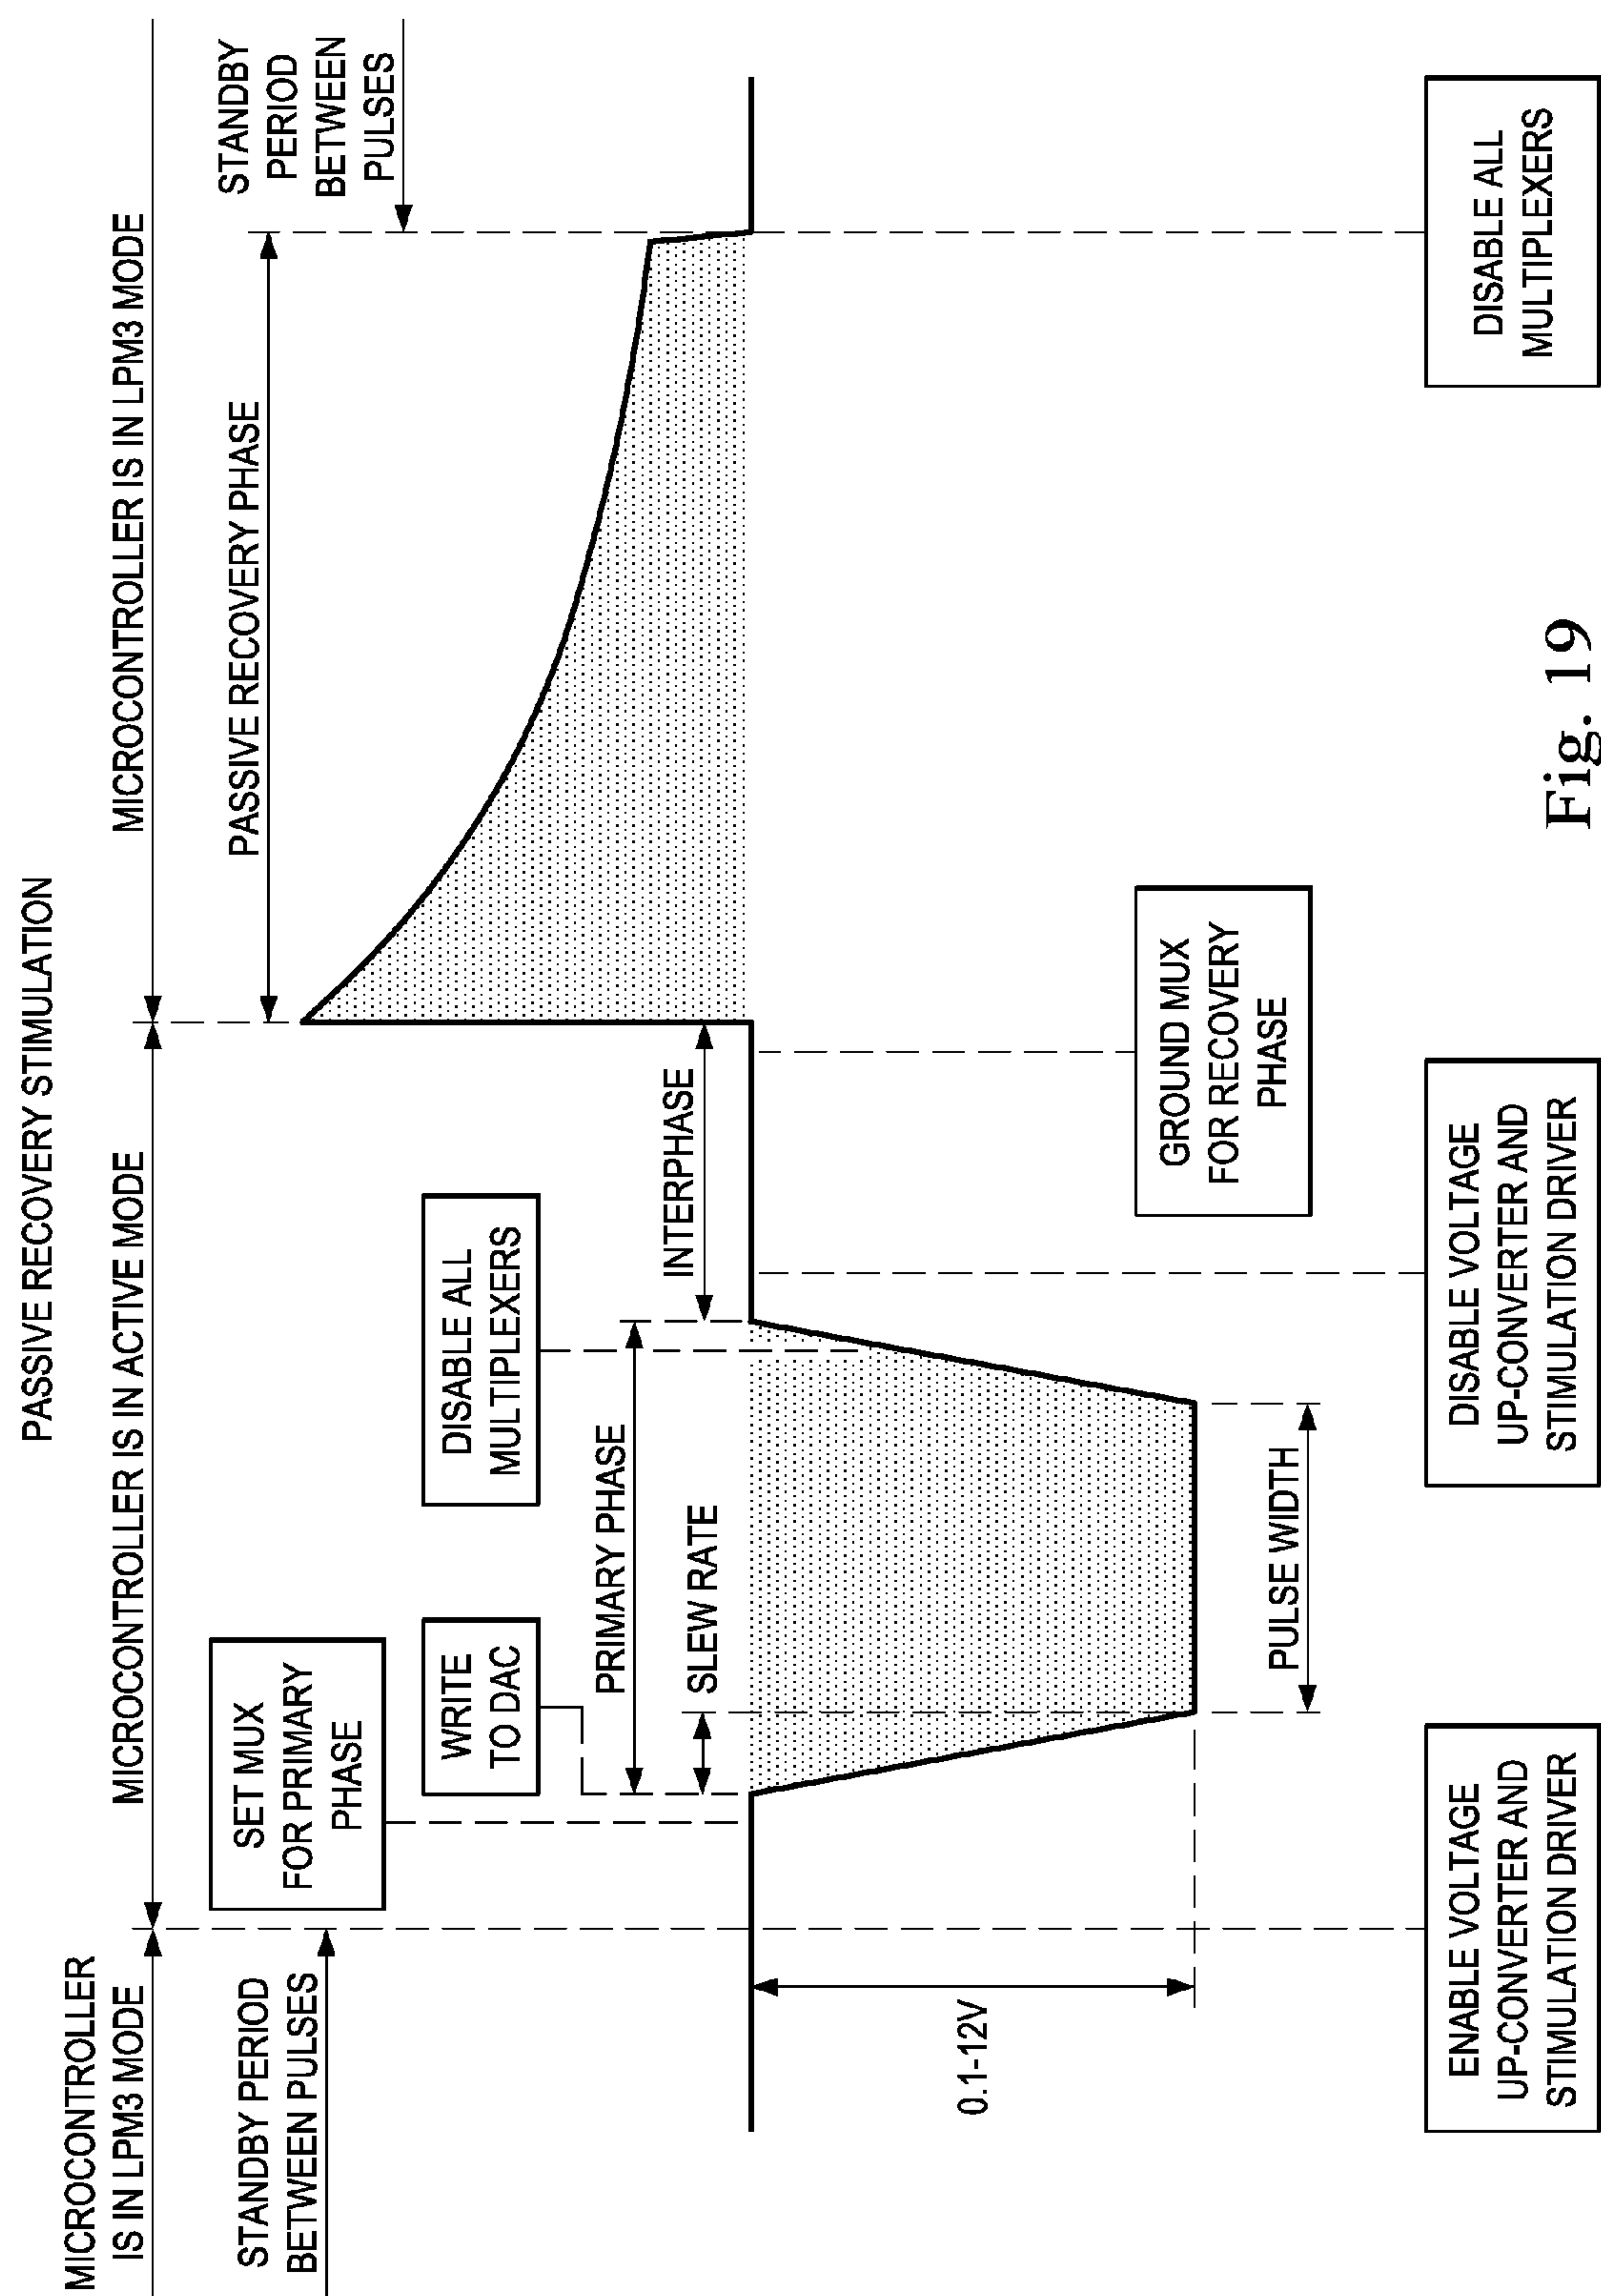 PASSIVE RECOVERY STIMULATION
MICROCONTROLLER
IS IN LPM3 MODE
MICROCONTROLLER IS IN ACTIVE MODE
MICROCONTROLLER IS IN LPM3 MODE
STANDBY PERIOD
BETWEEN PULSES
SET MUX
FOR PRIMARY
PHASE
WRITE
TO DAC
DISABLE ALL
MULTIPLEXERS
PRIMARY PHASE
SLEW RATE
INTERPHASE
PASSIVE RECOVERY PHASE
STANDBY
PERIOD
BETWEEN
PULSES
0.1-12V
PULSE WIDTH
GROUND MUX
FOR RECOVERY
PHASE
ENABLE VOLTAGE
UP-CONVERTER AND
STIMULATION DRIVER
DISABLE VOLTAGE
UP-CONVERTER AND
STIMULATION DRIVER
DISABLE ALL
MULTIPLEXERS
Fig. 19